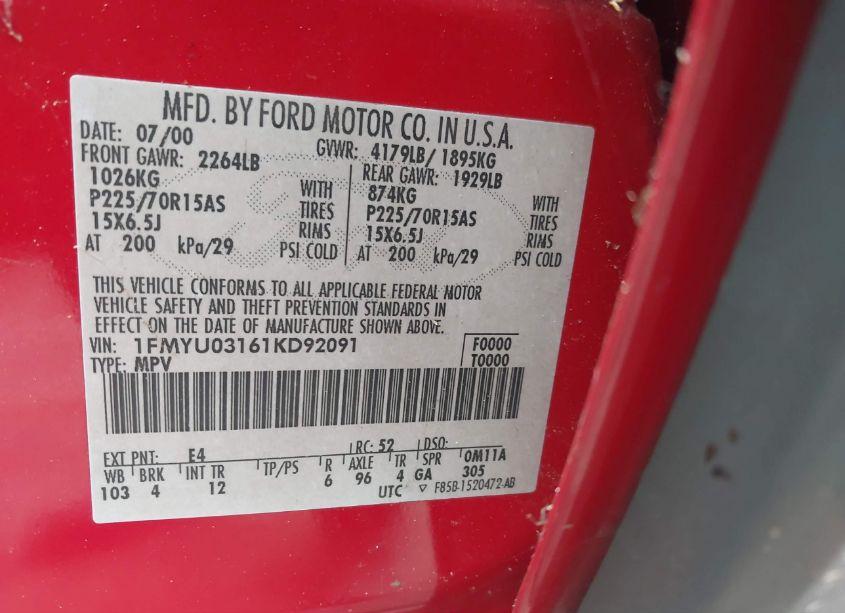 MFD. BY FORD MOTOR CO. IN U.S.A.
DATE: 07/00 GVWR: 4179LB/ 1895KG
FRONT GAWR: 2264LB REAR GAWR: 1929LB
1026KG WITH 874KG WITH
P225/70R15AS TIRES P225/70R15AS TIRES
15X6.5J RIMS 15X6.5J RIMS
AT 200 kPa/29 PSI COLD AT 200 kPa/29 PSI COLD
THIS VEHICLE CONFORMS TO ALL APPLICABLE FEDERAL MOTOR
VEHICLE SAFETY AND THEFT PREVENTION STANDARDS IN
EFFECT ON THE DATE OF MANUFACTURE SHOWN ABOVE.
VIN: 1FMYU03161KD92091 F0000
TYPE: MPV T0000
EXT PNT: E4 RC: 52 DSO:
WB BRK INT TR TP/PS R AXLE TR SPR 0M11A
103 4 12 6 96 4 GA 305
UTC ▽ F85B-1520472-AB